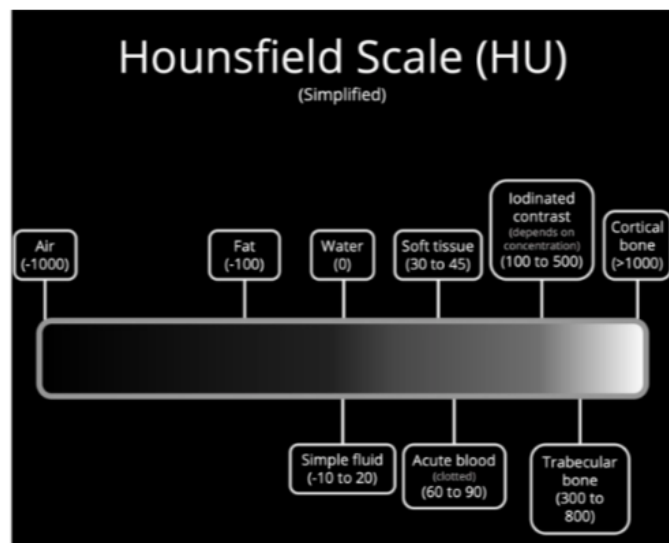 Hounsfield Scale (HU)
(Simplified)
Air
(-1000)
Fat
(-100)
Water
(0)
Soft tissue
(30 to 45)
Iodinated
contrast
(depends on
concentration)
(100 to 500)
Cortical
bone
(>1000)
Simple fluid
(-10 to 20)
Acute blood
(clotted)
(60 to 90)
Trabecular
bone
(300 to
800)